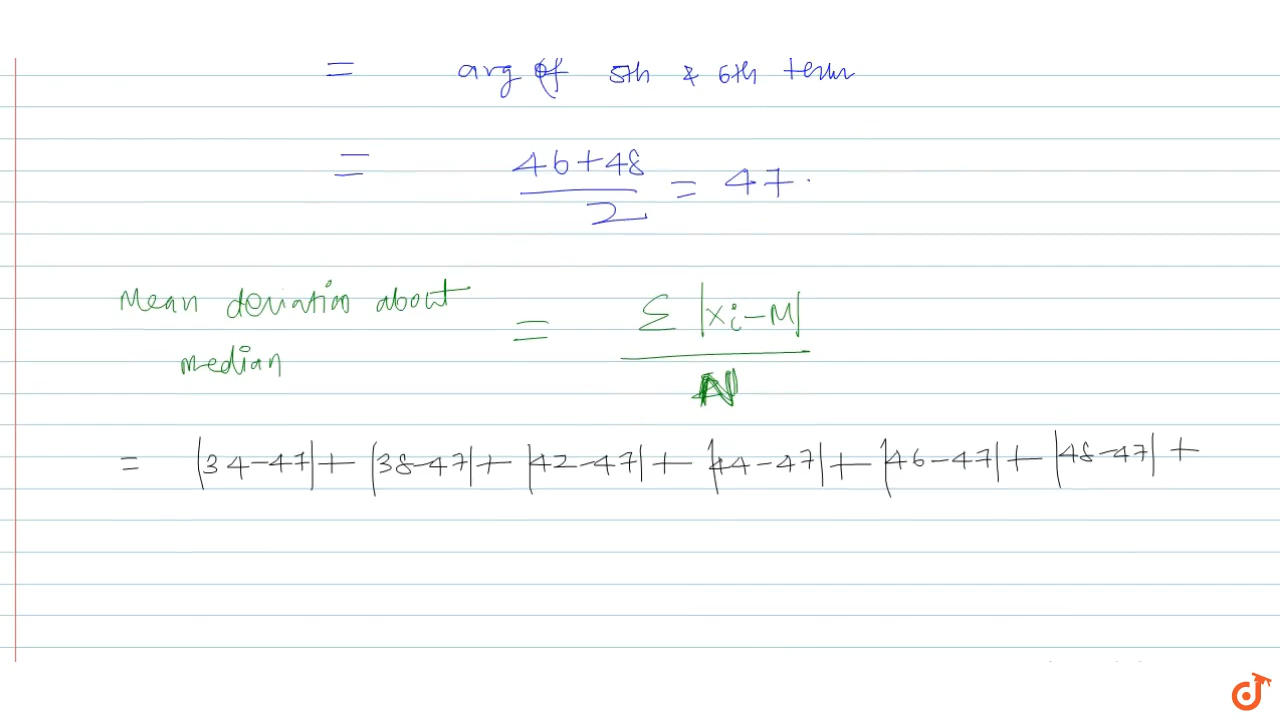 = avg of 5th & 6th term
= 46+48/2 = 47.
Mean deviation about median = Σ |xi-M| / N
= |34-47|+ |38-47|+ |42-47| + |44-47|+ |46-47|+ |48-47| +